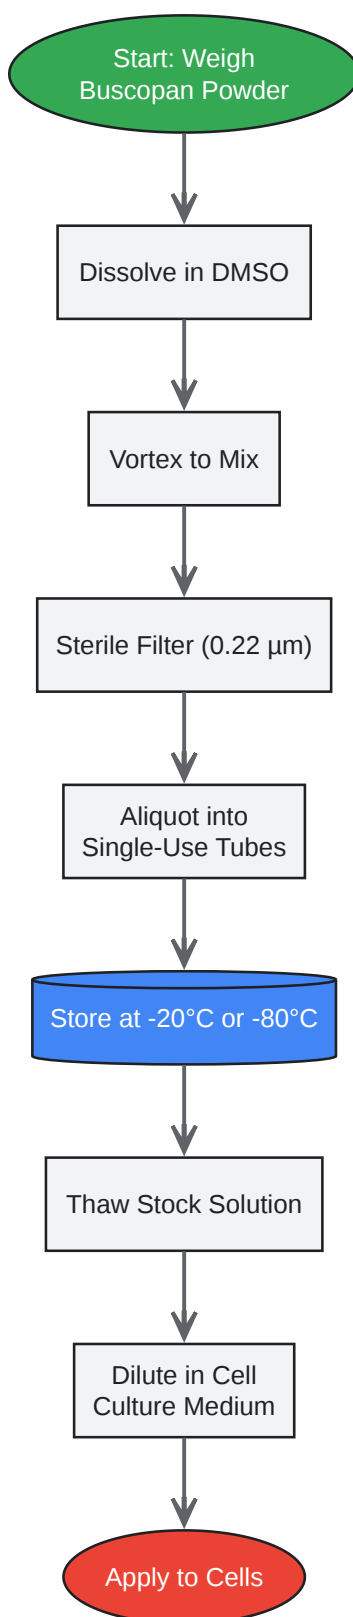 Start: Weigh
Buscopan Powder
Dissolve in DMSO
Vortex to Mix
Sterile Filter (0.22 µm)
Aliquot into
Single-Use Tubes
Store at -20°C or -80°C
Thaw Stock Solution
Dilute in Cell
Culture Medium
Apply to Cells